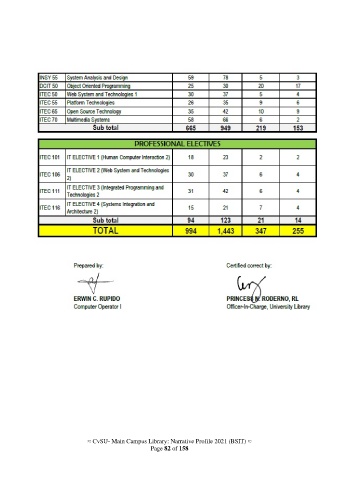 INSY 55 System Analysis and Design 59 78 5 3
DCIT 50 Object Oriented Programming 25 30 20 17
ITEC 50 Web System and Technologies 1 30 37 5 4
ITEC 55 Platform Technologies 26 35 9 6
ITEC 65 Open Source Technology 35 42 10 9
ITEC 70 Multimedia Systems 58 66 6 2
Sub total 665 949 219 153
PROFESSIONAL ELECTIVES
ITEC 101 IT ELECTIVE 1 (Human Computer Interaction 2) 18 23 2 2
ITEC 106 IT ELECTIVE 2 (Web System and Technologies 2) 30 37 6 4
ITEC 111 IT ELECTIVE 3 (Integrated Programming and Technologies 2 31 42 6 4
ITEC 116 IT ELECTIVE 4 (Systems Integration and Architecture 2) 15 21 7 4
Sub total 94 123 21 14
TOTAL 994 1,443 347 255
Prepared by: Certified correct by:
ERWIN C. RUPIDO PRINCESS M. RODERNO, RL
Computer Operator I Officer-In-Charge, University Library
≈ CvSU- Main Campus Library: Narrative Profile 2021 (BSIT) ≈
Page 82 of 158